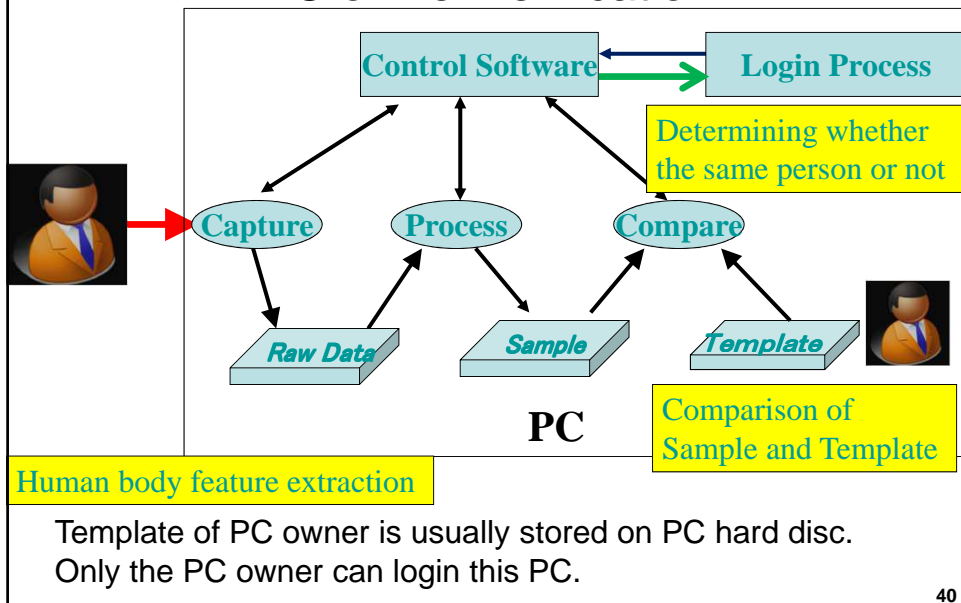 Control Software
Login Process
Determining whether
the same person or not
Capture
Process
Compare
Raw Data
Sample
Template
PC
Comparison of
Sample and Template
Human body feature extraction
Template of PC owner is usually stored on PC hard disc.
Only the PC owner can login this PC.
40